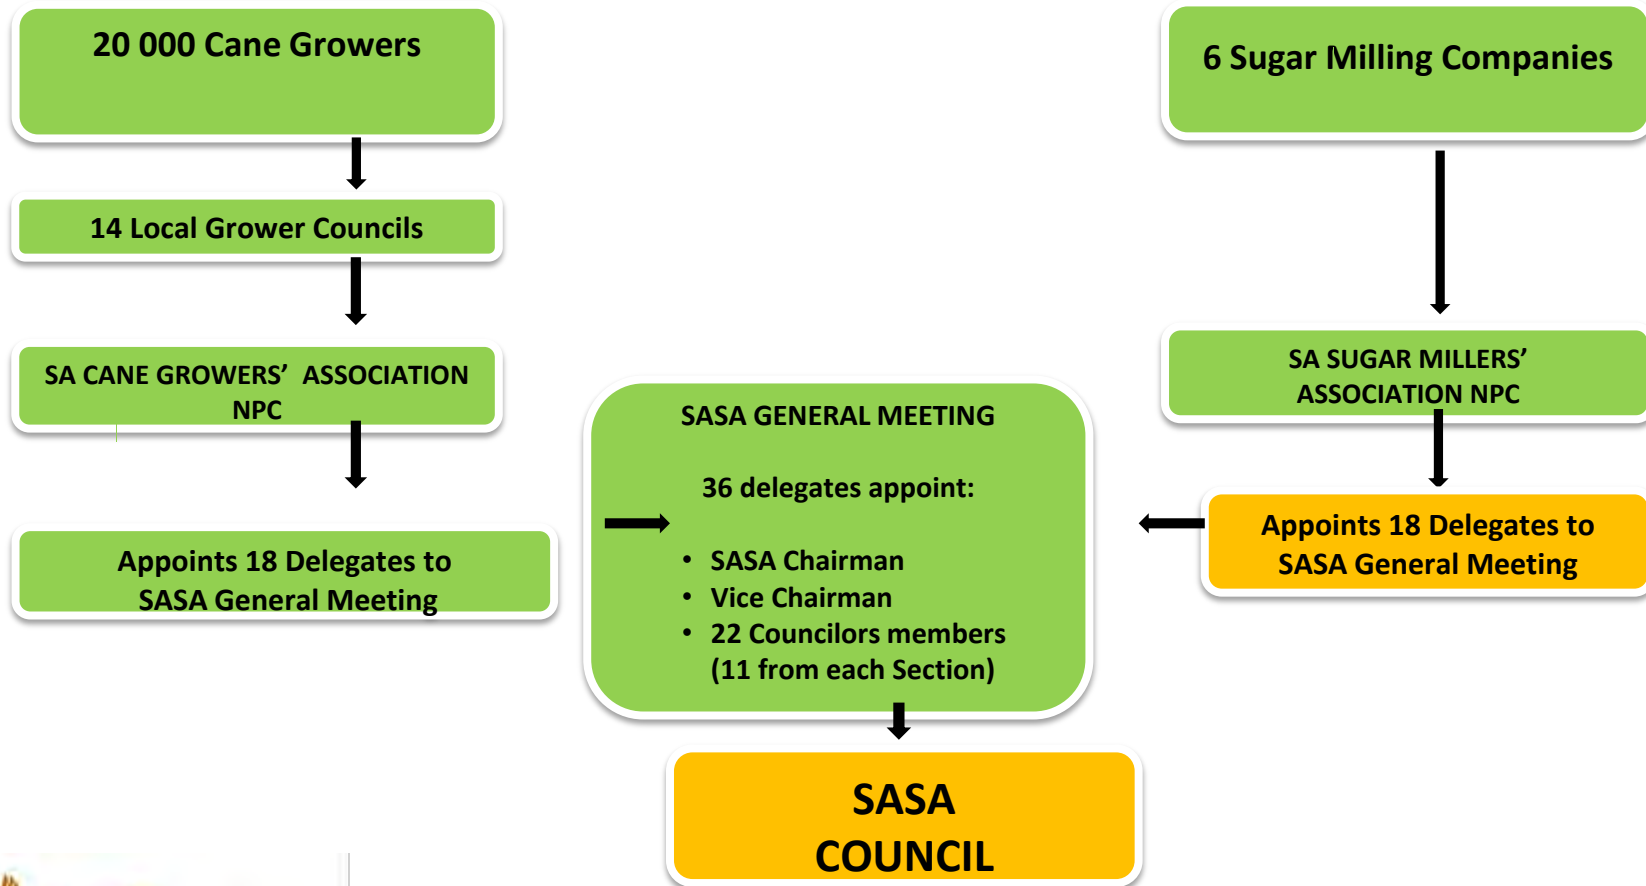 20 000 Cane Growers
14 Local Grower Councils
SA CANE GROWERS’ ASSOCIATION
NPC
Appoints 18 Delegates to
SASA General Meeting
SASA GENERAL MEETING
36 delegates appoint:
• SASA Chairman
• Vice Chairman
• 22 Councilors members
(11 from each Section)
SASA
COUNCIL
6 Sugar Milling Companies
SA SUGAR MILLERS’
ASSOCIATION NPC
Appoints 18 Delegates to
SASA General Meeting